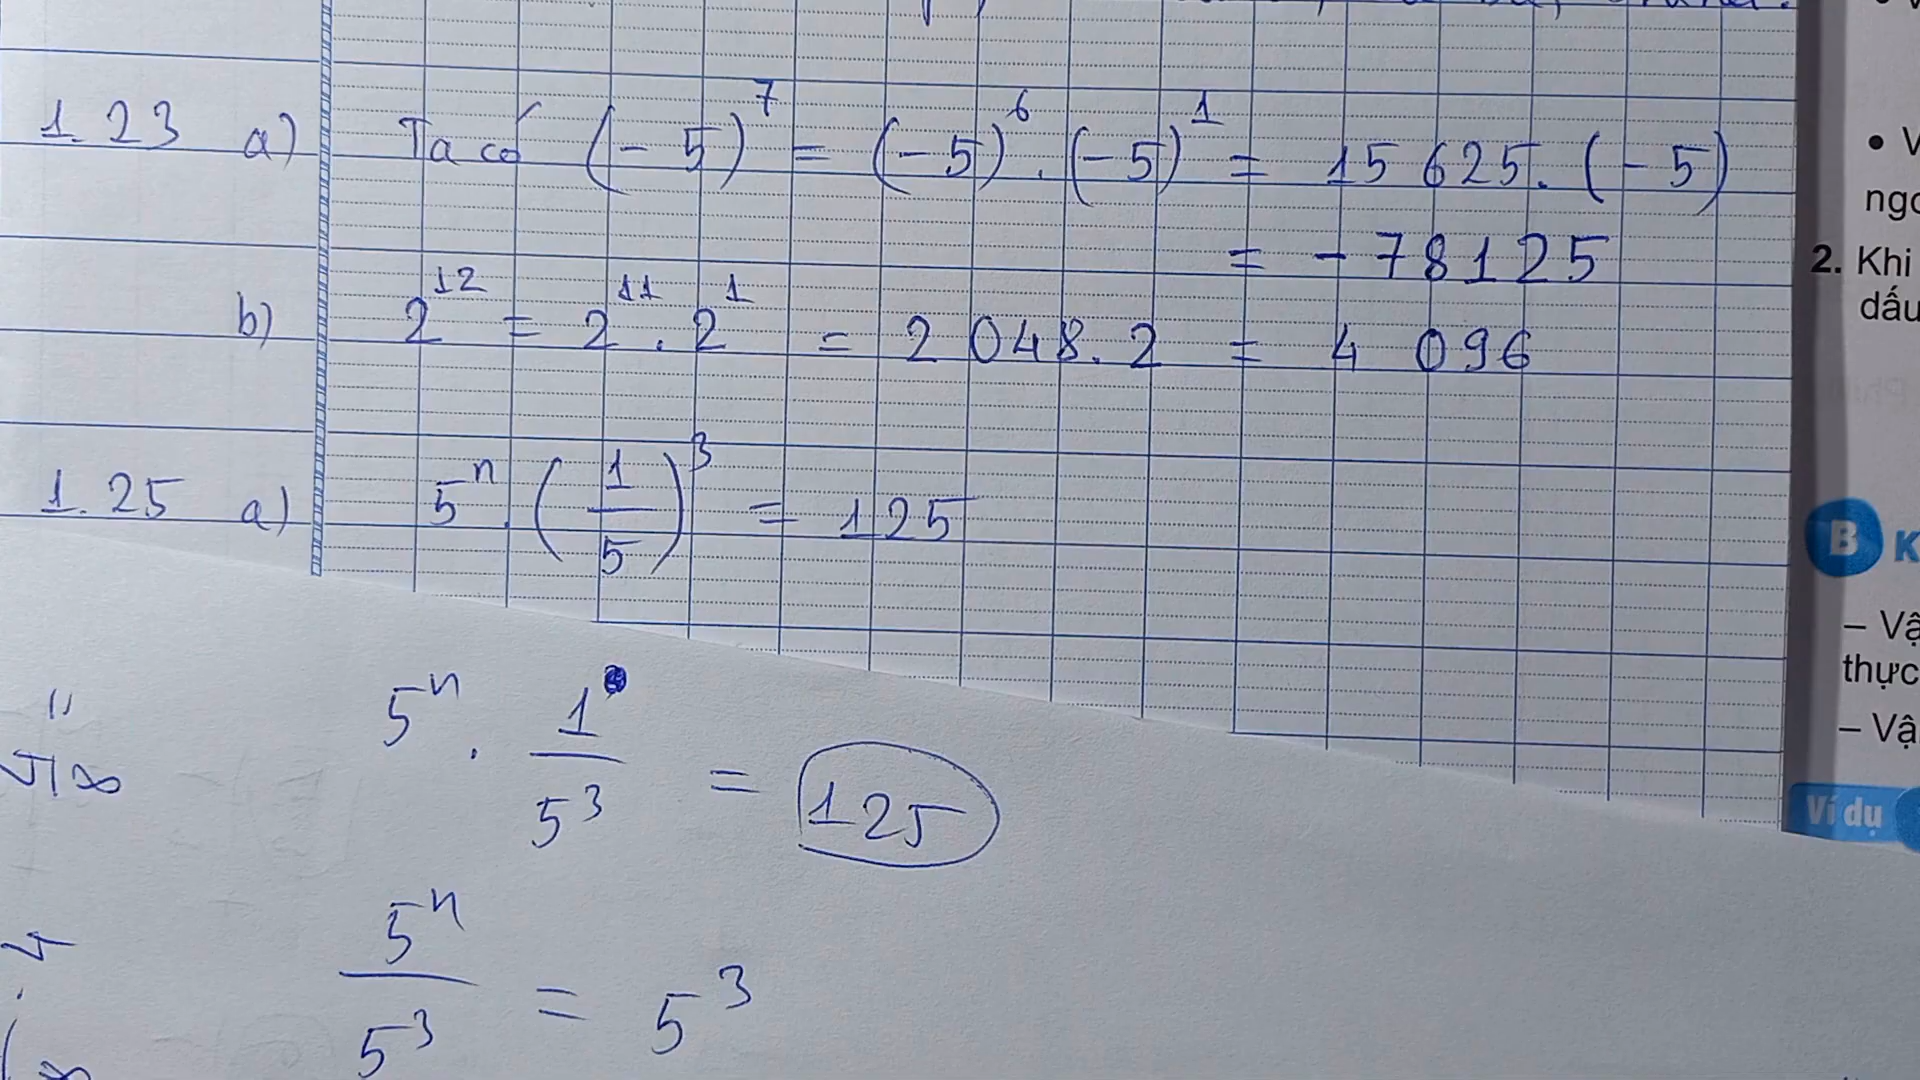 1.23 a) Ta có (-5)^7 = (-5)^6 . (-5)^1 = 15 625. (-5)
= - 78125
b) 2^12 = 2^11 . 2^1 = 2 048. 2 = 4 096
1.25 a) 5^n . (1/5)^3 = 125
5^n . 1/5^3 = 125
5^n/5^3 = 5^3
• V
2. Khi
dấu
B K
– Vậ
thực
– Vậ
Ví dụ